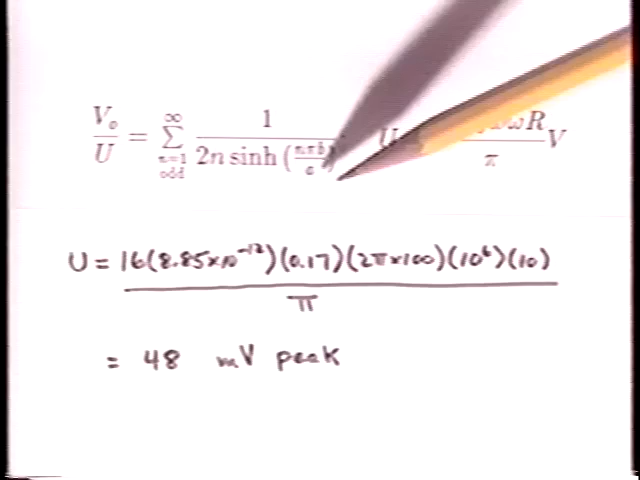 V_o/U = ∑_{n=1 odd}^{∞} 1/(2n sinh(nπb/a)) U ωR/π V
U = 16(8.85×10^-12)(0.17)(2π×100)(10^6)(10)/π
= 48 mV peak